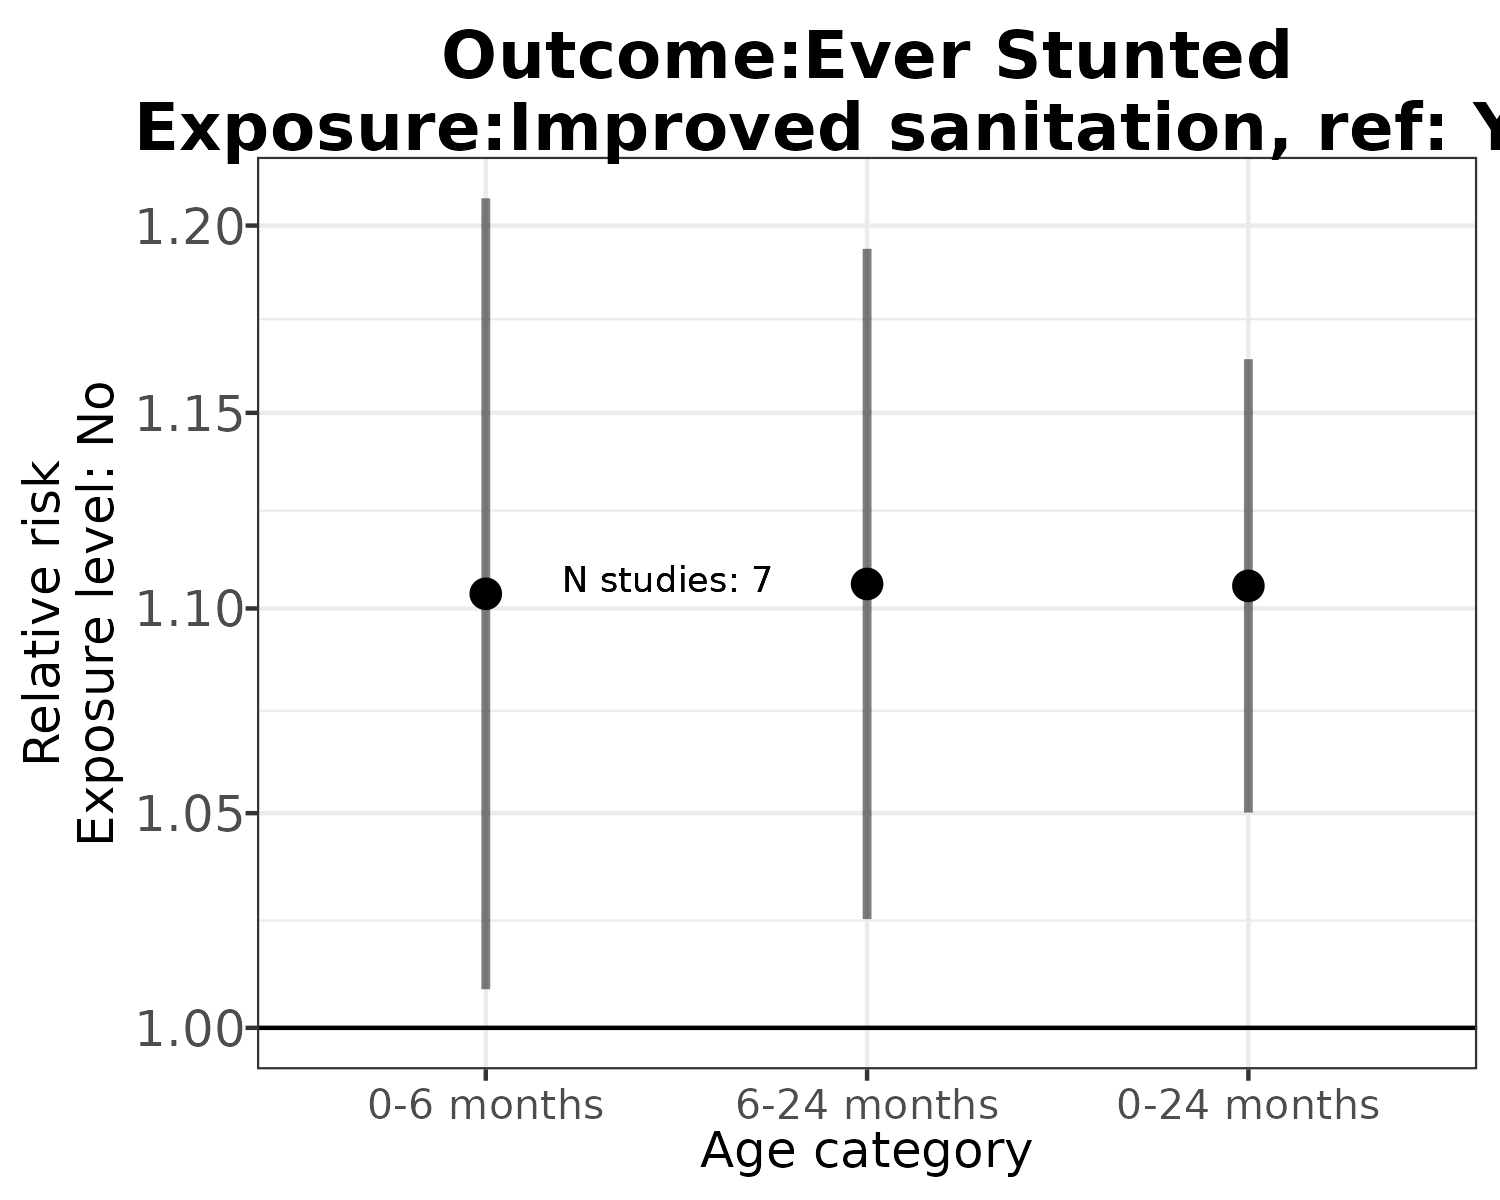 Outcome:Ever Stunted
Exposure:Improved sanitation, ref: Y
1.20
1.15
1.10
1.05
1.00
Relative risk
Exposure level: No
N studies: 7
0-6 months
6-24 months
0-24 months
Age category